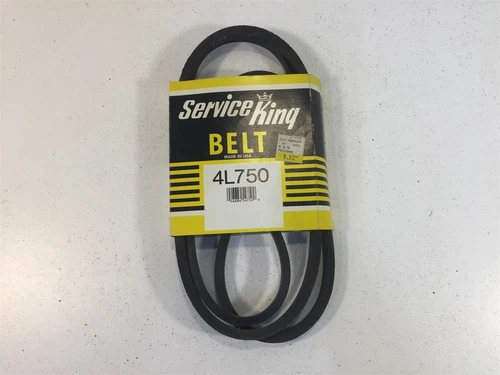 Service King
BELT
MADE IN USA
4L750